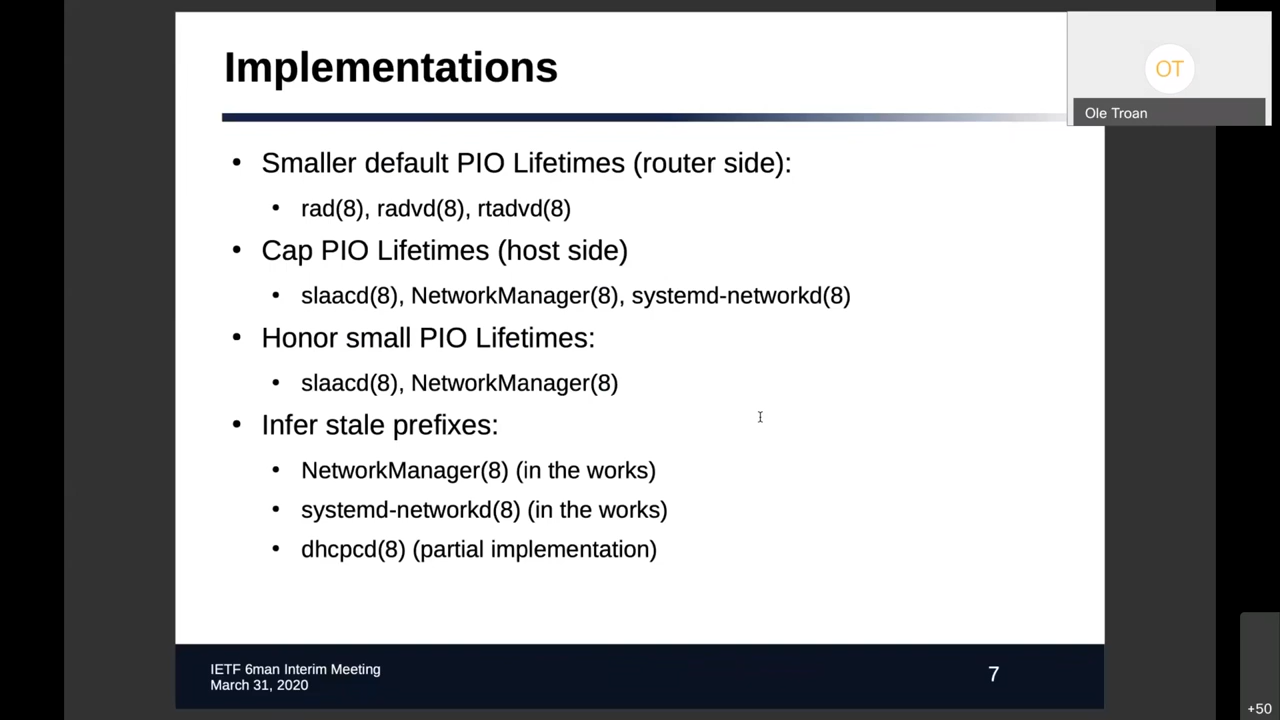 Implementations
OT
Ole Troan
• Smaller default PIO Lifetimes (router side):
• rad(8), radvd(8), rtadvd(8)
• Cap PIO Lifetimes (host side)
• slaacd(8), NetworkManager(8), systemd-networkd(8)
• Honor small PIO Lifetimes:
• slaacd(8), NetworkManager(8)
• Infer stale prefixes:
• NetworkManager(8) (in the works)
• systemd-networkd(8) (in the works)
• dhcpcd(8) (partial implementation)
IETF 6man Interim Meeting
March 31, 2020
7
+50